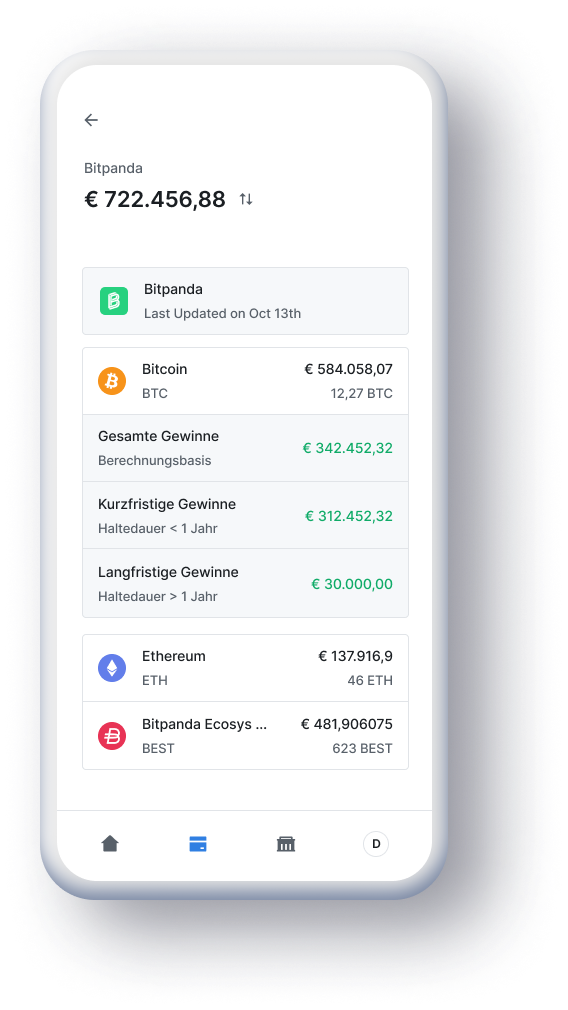 Bitpanda
€ 722.456,88
Bitpanda
Last Updated on Oct 13th
Bitcoin € 584.058,07
BTC 12,27 BTC
Gesamte Gewinne € 342.452,32
Berechnungsbasis
Kurzfristige Gewinne € 312.452,32
Haltedauer < 1 Jahr
Langfristige Gewinne € 30.000,00
Haltedauer > 1 Jahr
Ethereum € 137.916,9
ETH 46 ETH
Bitpanda Ecosys ... € 481,906075
BEST 623 BEST
D